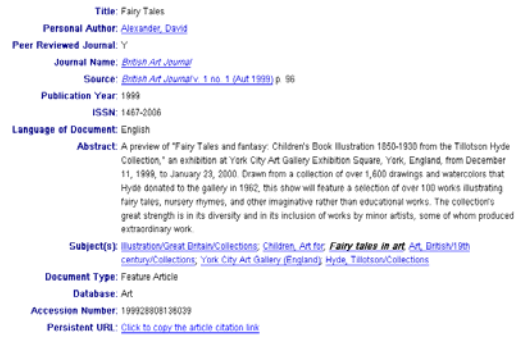 Title: Fairy Tales
Personal Author: Alexander, David
Peer Reviewed Journal: Y
Journal Name: British Art Journal
Source: British Art Journal v. 1 no. 1 (Aut 1999) p. 96
Publication Year: 1999
ISSN: 1467-2006
Language of Document: English
Abstract: A preview of "Fairy Tales and fantasy: Children's Book Illustration 1850-1930 from the Tillotson Hyde
Collection," an exhibition at York City Art Gallery Exhibition Square, York, England, from December
11, 1999, to January 23, 2000. Drawn from a collection of over 1,600 drawings and watercolors that
Hyde donated to the gallery in 1962, this show will feature a selection of over 100 works illustrating
fairy tales, nursery rhymes, and other imaginative rather than educational works. The collection's
great strength is in its diversity and in its inclusion of works by minor artists, some of whom produced
extraordinary work.
Subject(s): Illustration/Great Britain/Collections; Children, Art for; Fairy tales in art; Art, British/19th
century/Collections; York City Art Gallery (England); Hyde, Tillotson/Collections
Document Type: Feature Article
Database: Art
Accession Number: 199928808136039
Persistent URL: Click to copy the article citation link